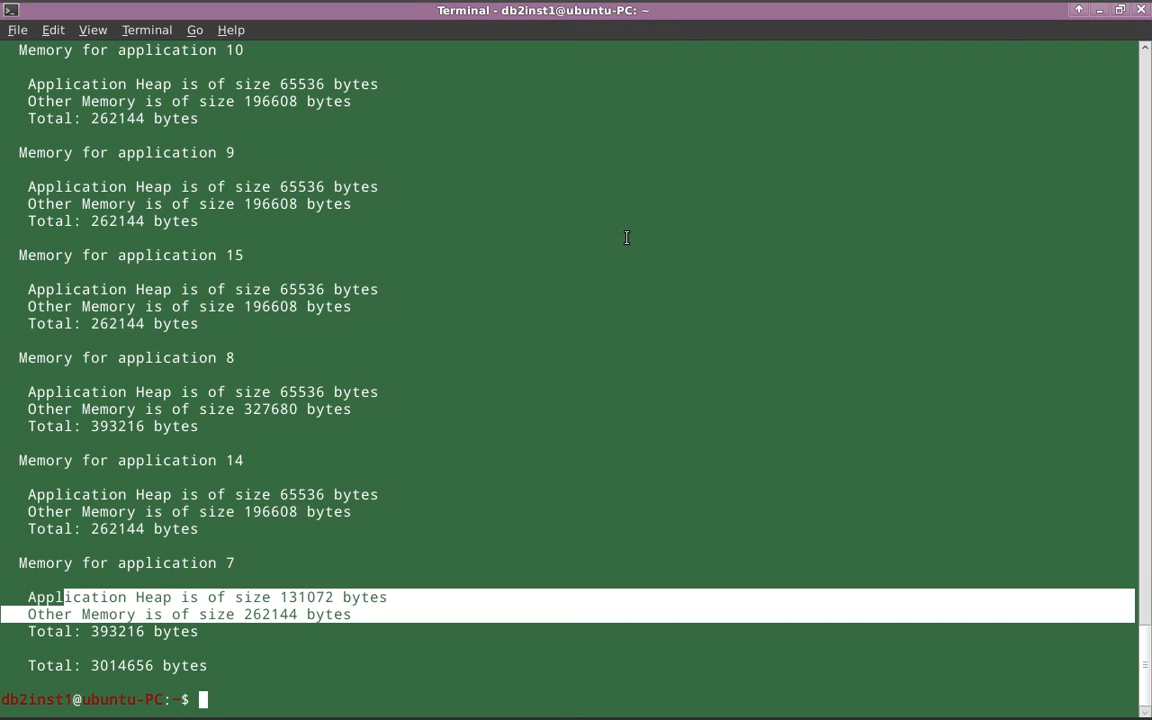 Terminal - db2inst1@ubuntu-PC: ~
File Edit View Terminal Go Help
Memory for application 10
Application Heap is of size 65536 bytes
Other Memory is of size 196608 bytes
Total: 262144 bytes
Memory for application 9
Application Heap is of size 65536 bytes
Other Memory is of size 196608 bytes
Total: 262144 bytes
Memory for application 15
Application Heap is of size 65536 bytes
Other Memory is of size 196608 bytes
Total: 262144 bytes
Memory for application 8
Application Heap is of size 65536 bytes
Other Memory is of size 327680 bytes
Total: 393216 bytes
Memory for application 14
Application Heap is of size 65536 bytes
Other Memory is of size 196608 bytes
Total: 262144 bytes
Memory for application 7
Application Heap is of size 131072 bytes
Other Memory is of size 262144 bytes
Total: 393216 bytes
Total: 3014656 bytes
db2inst1@ubuntu-PC:~$